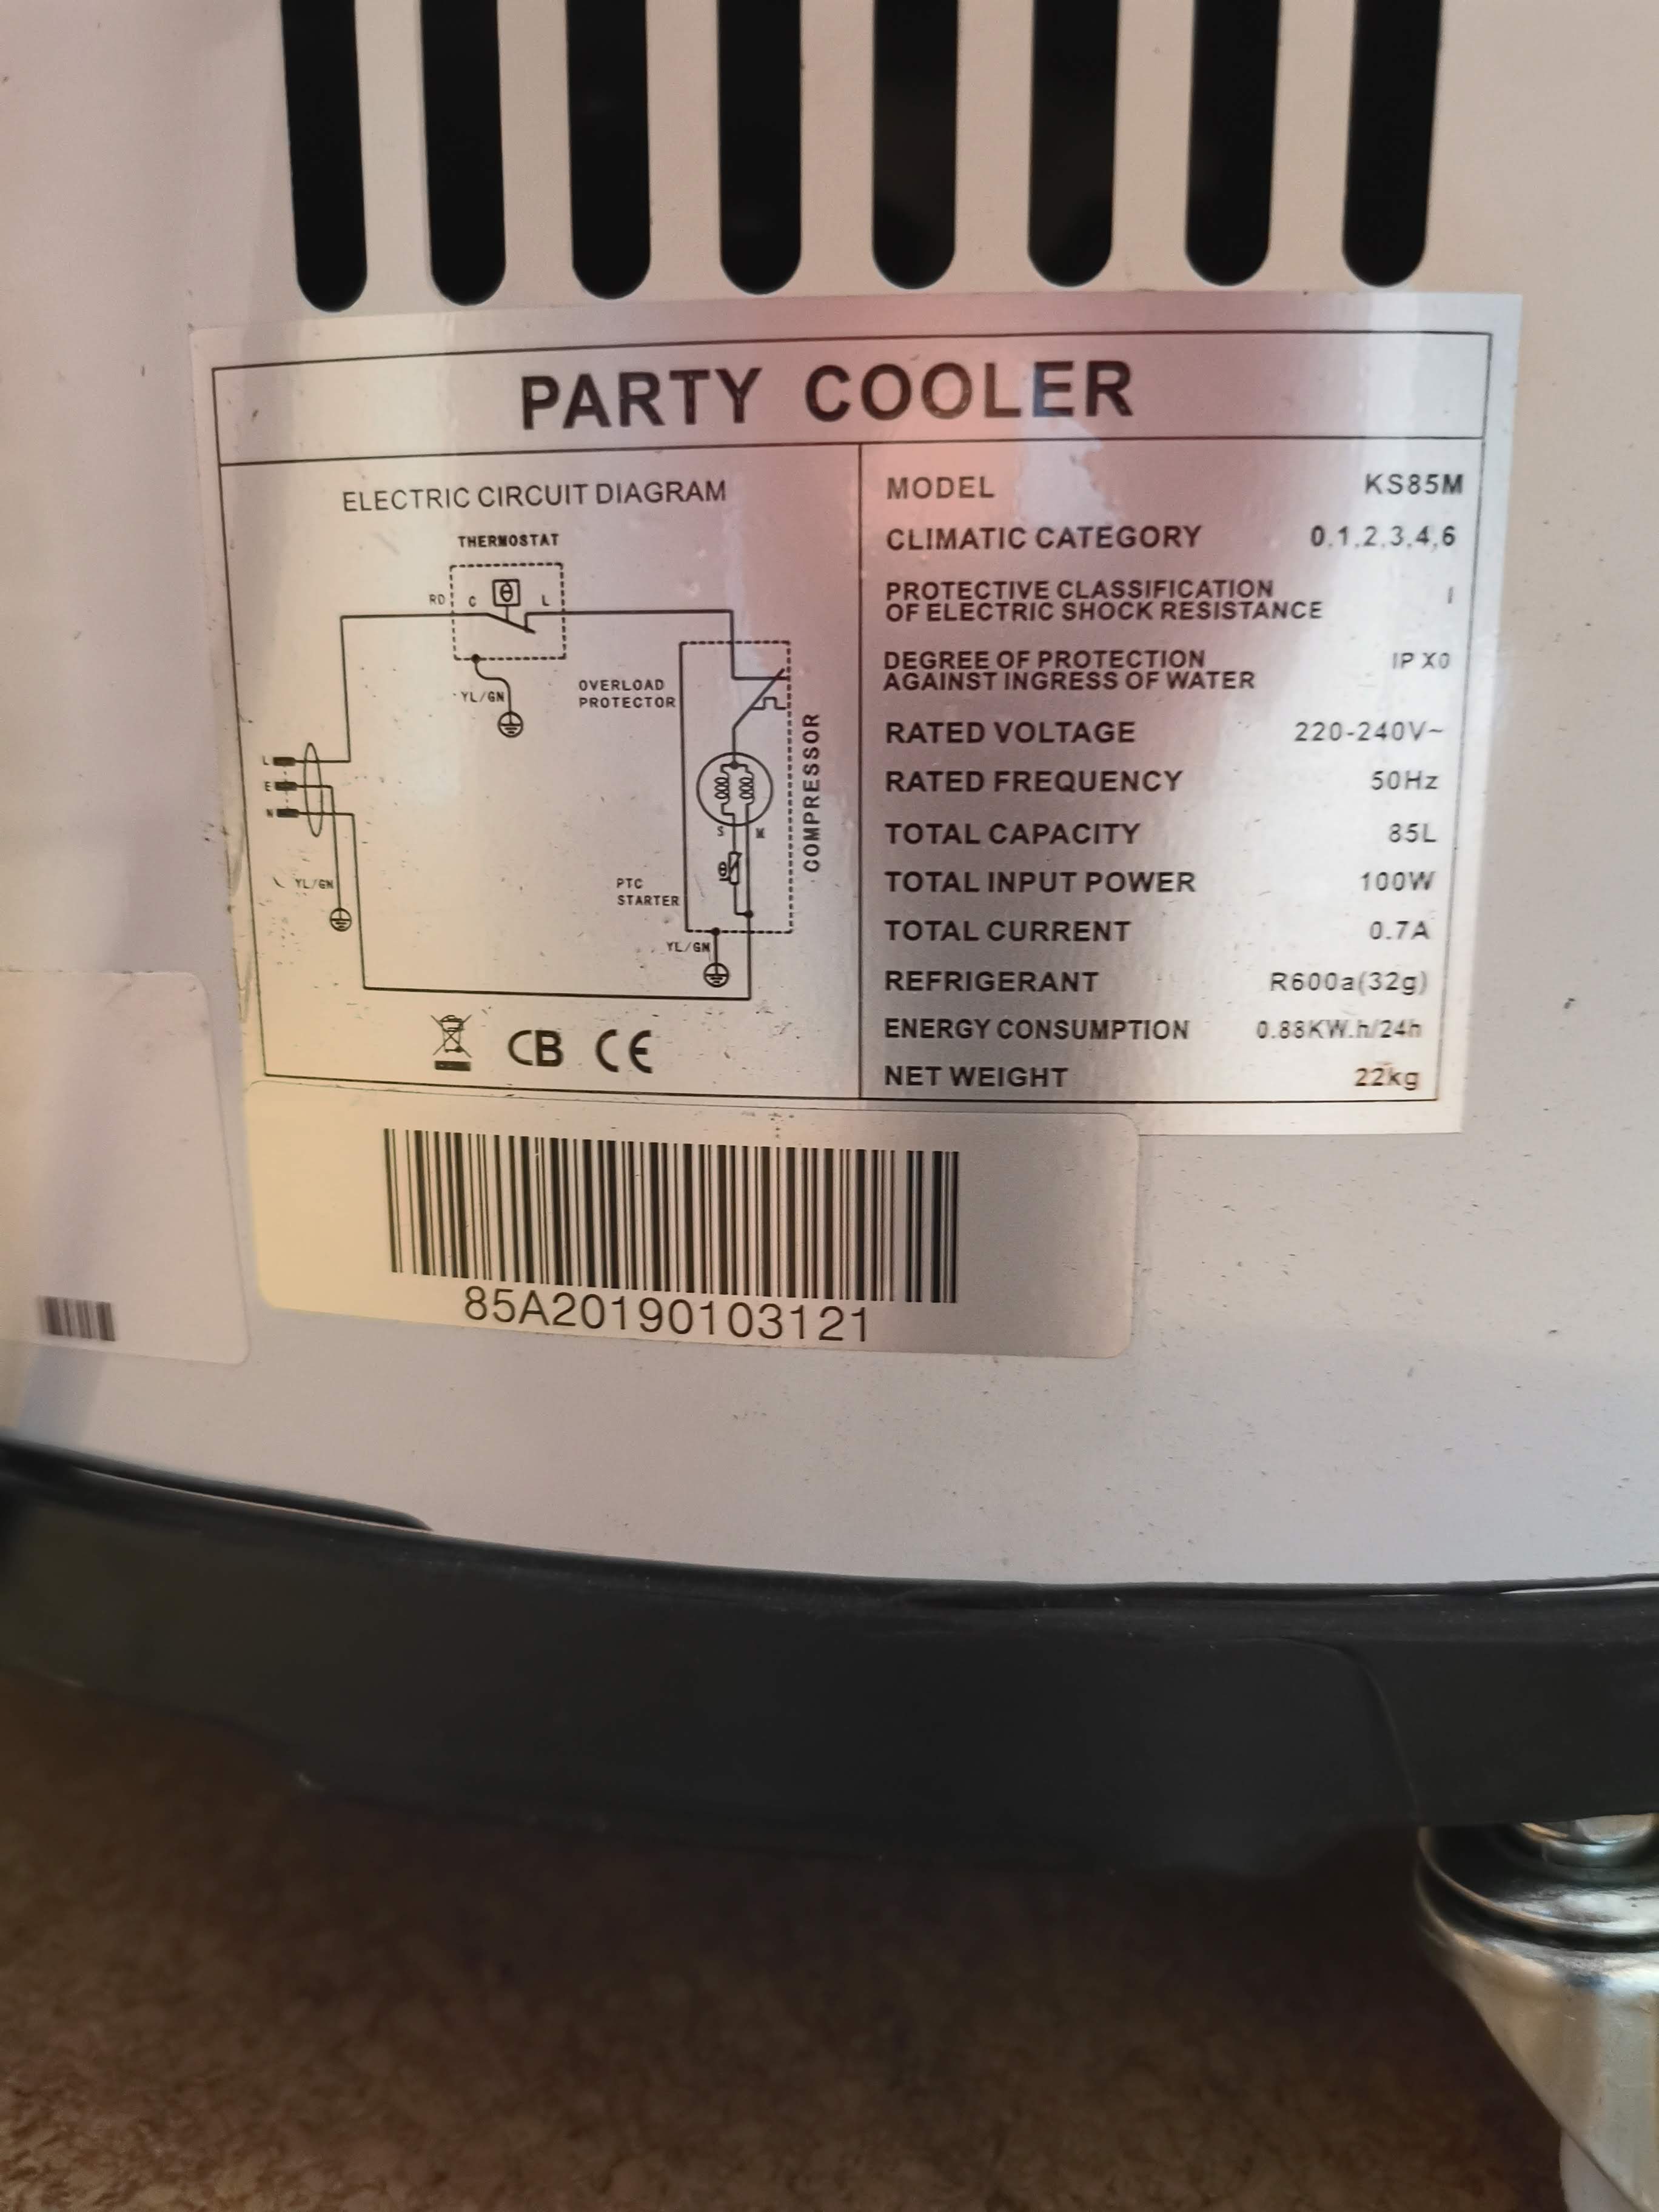 PARTY COOLER
ELECTRIC CIRCUIT DIAGRAM
THERMOSTAT
RD C θ L
YL/GN
OVERLOAD
PROTECTOR
COMPRESSOR
L
E
N
YL/GN
S M
θ
PTC
STARTER
YL/GN
CB CE
MODEL KS85M
CLIMATIC CATEGORY 0.1.2.3.4,6
PROTECTIVE CLASSIFICATION
OF ELECTRIC SHOCK RESISTANCE I
DEGREE OF PROTECTION
AGAINST INGRESS OF WATER IP X0
RATED VOLTAGE 220-240V~
RATED FREQUENCY 50Hz
TOTAL CAPACITY 85L
TOTAL INPUT POWER 100W
TOTAL CURRENT 0.7A
REFRIGERANT R600a(32g)
ENERGY CONSUMPTION 0.88KW.h/24h
NET WEIGHT 22kg
85A20190103121